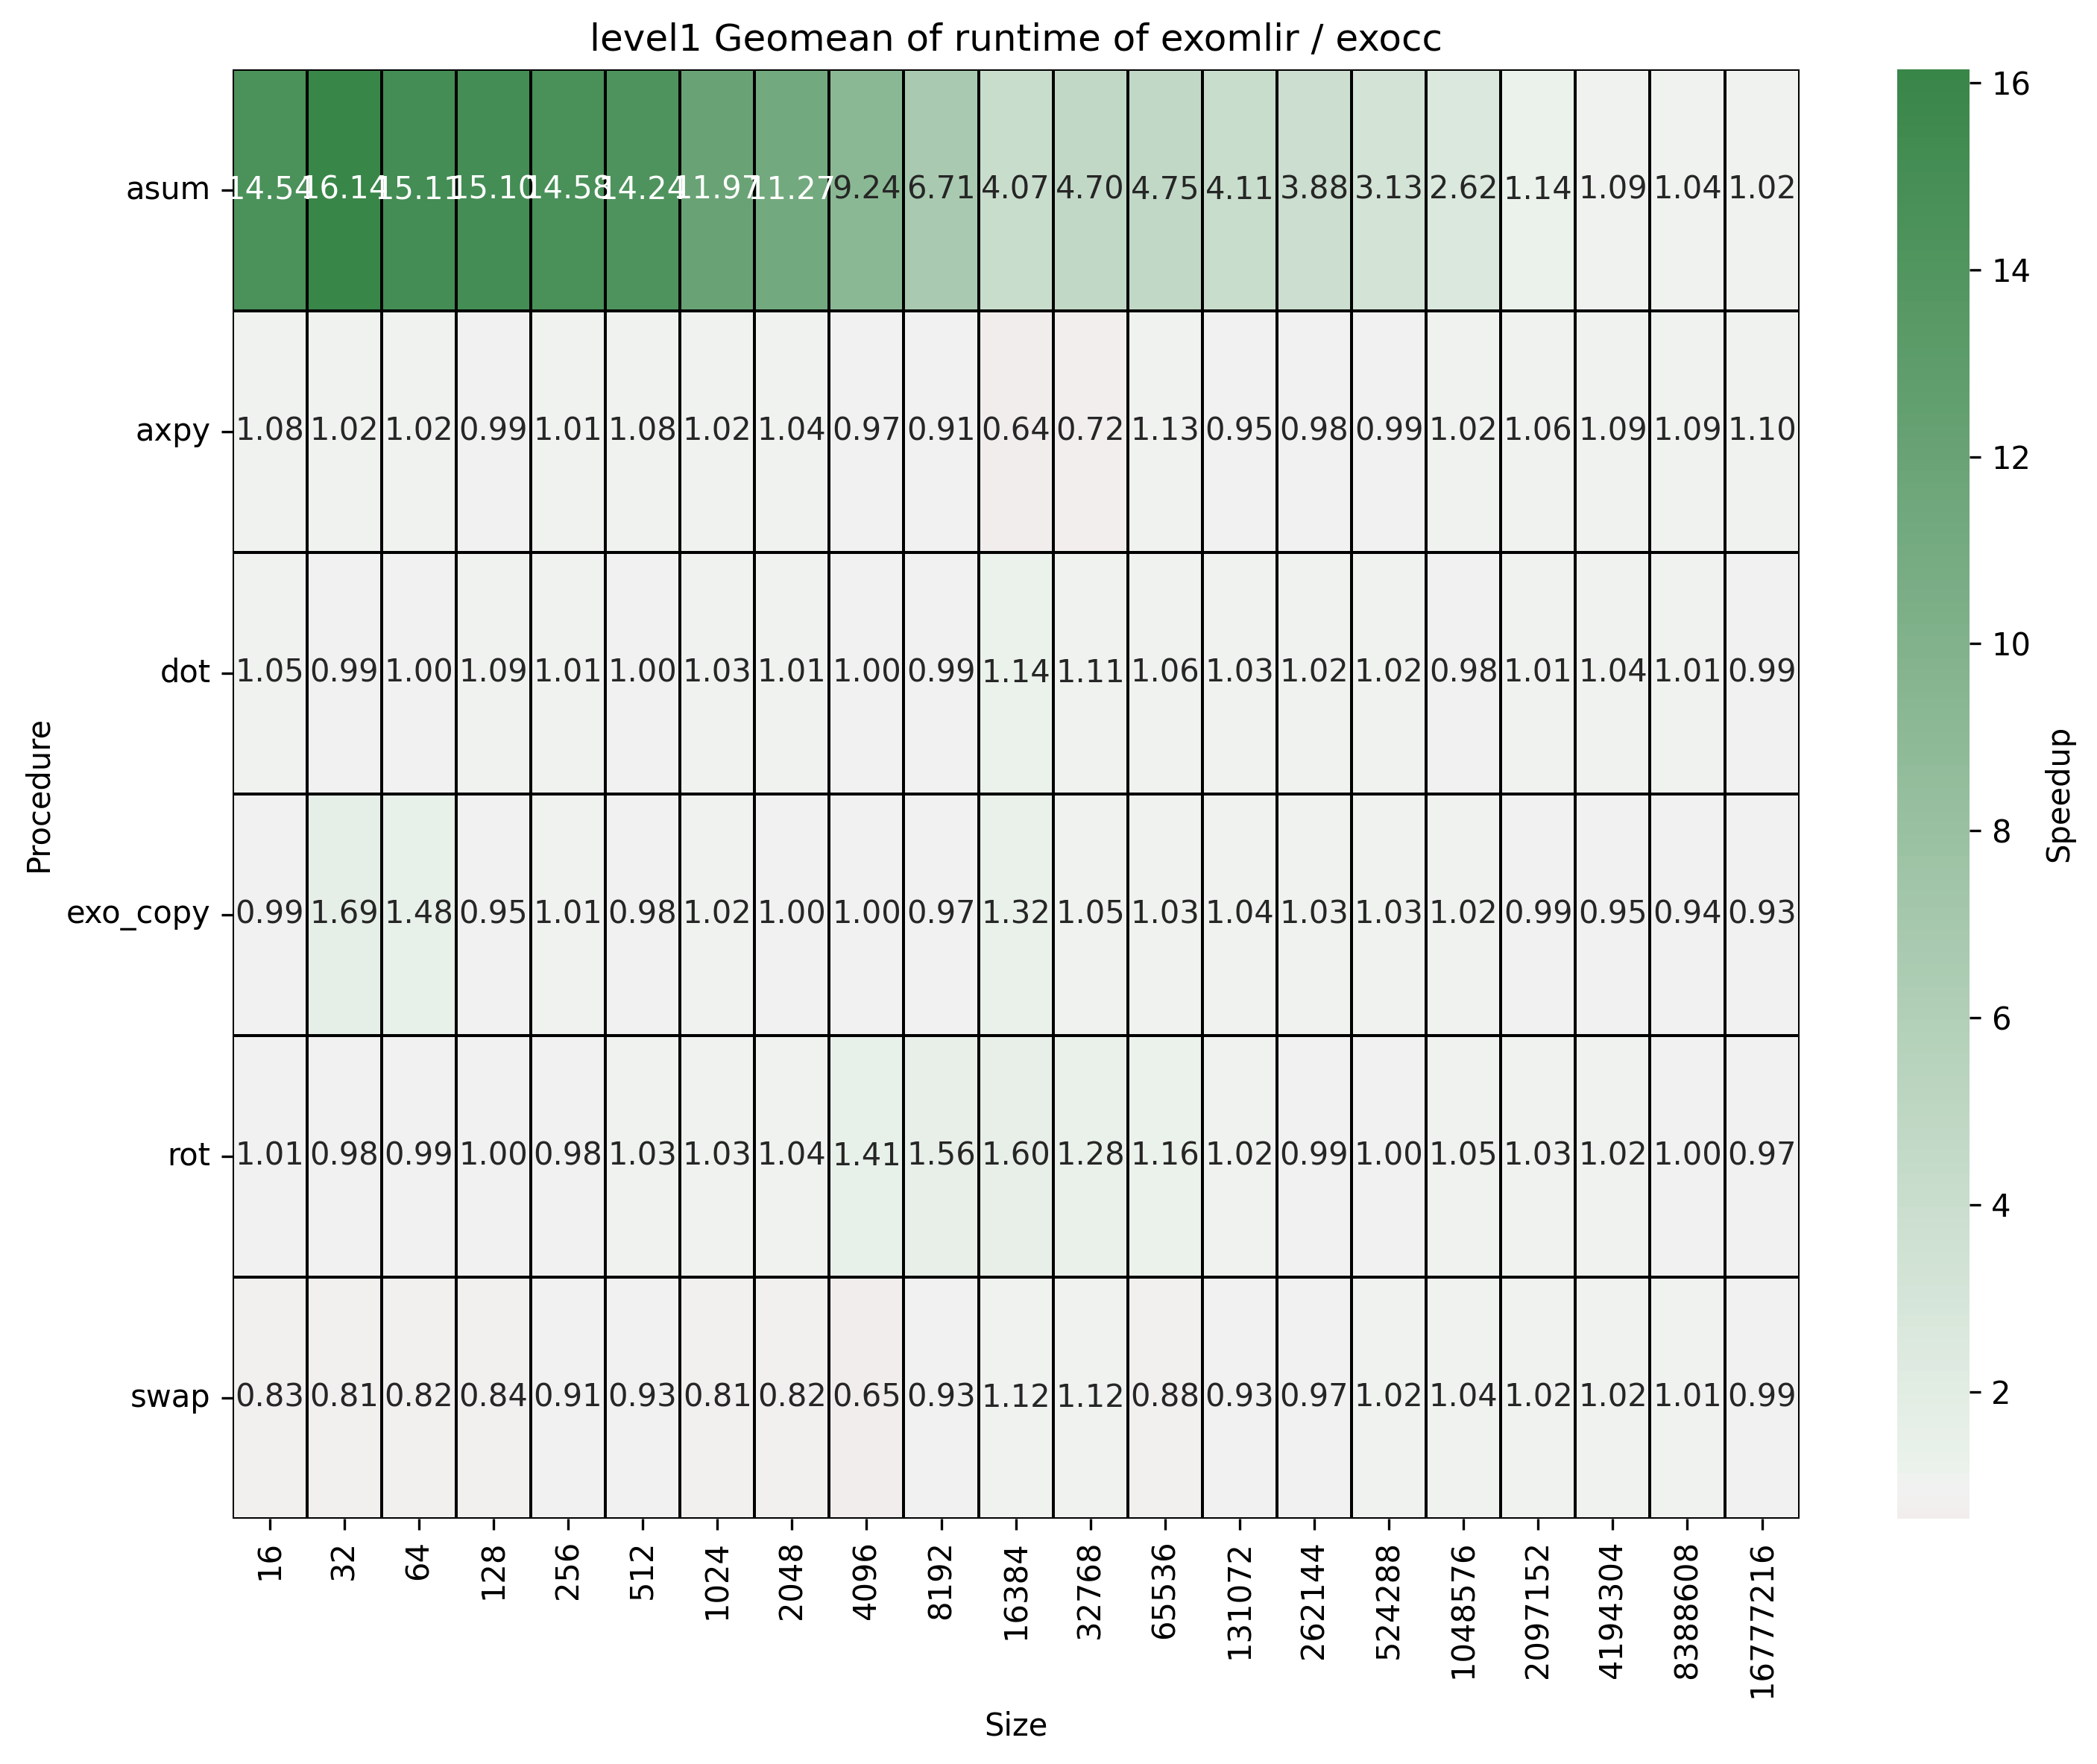 level1 Geomean of runtime of exomlir / exocc
asum 14.54 16.14 15.11 15.10 14.58 14.24 11.97 11.27 9.24 6.71 4.07 4.70 4.75 4.11 3.88 3.13 2.62 1.14 1.09 1.04 1.02
axpy 1.08 1.02 1.02 0.99 1.01 1.08 1.02 1.04 0.97 0.91 0.64 0.72 1.13 0.95 0.98 0.99 1.02 1.06 1.09 1.09 1.10
dot 1.05 0.99 1.00 1.09 1.01 1.00 1.03 1.01 1.00 0.99 1.14 1.11 1.06 1.03 1.02 1.02 0.98 1.01 1.04 1.01 0.99
exo_copy 0.99 1.69 1.48 0.95 1.01 0.98 1.02 1.00 1.00 0.97 1.32 1.05 1.03 1.04 1.03 1.03 1.02 0.99 0.95 0.94 0.93
rot 1.01 0.98 0.99 1.00 0.98 1.03 1.03 1.04 1.41 1.56 1.60 1.28 1.16 1.02 0.99 1.00 1.05 1.03 1.02 1.00 0.97
swap 0.83 0.81 0.82 0.84 0.91 0.93 0.81 0.82 0.65 0.93 1.12 1.12 0.88 0.93 0.97 1.02 1.04 1.02 1.02 1.01 0.99
16 32 64 128 256 512 1024 2048 4096 8192 16384 32768 65536 131072 262144 524288 1048576 2097152 4194304 8388608 16777216
Size
Procedure
16
14
12
10
8
6
4
2
Speedup